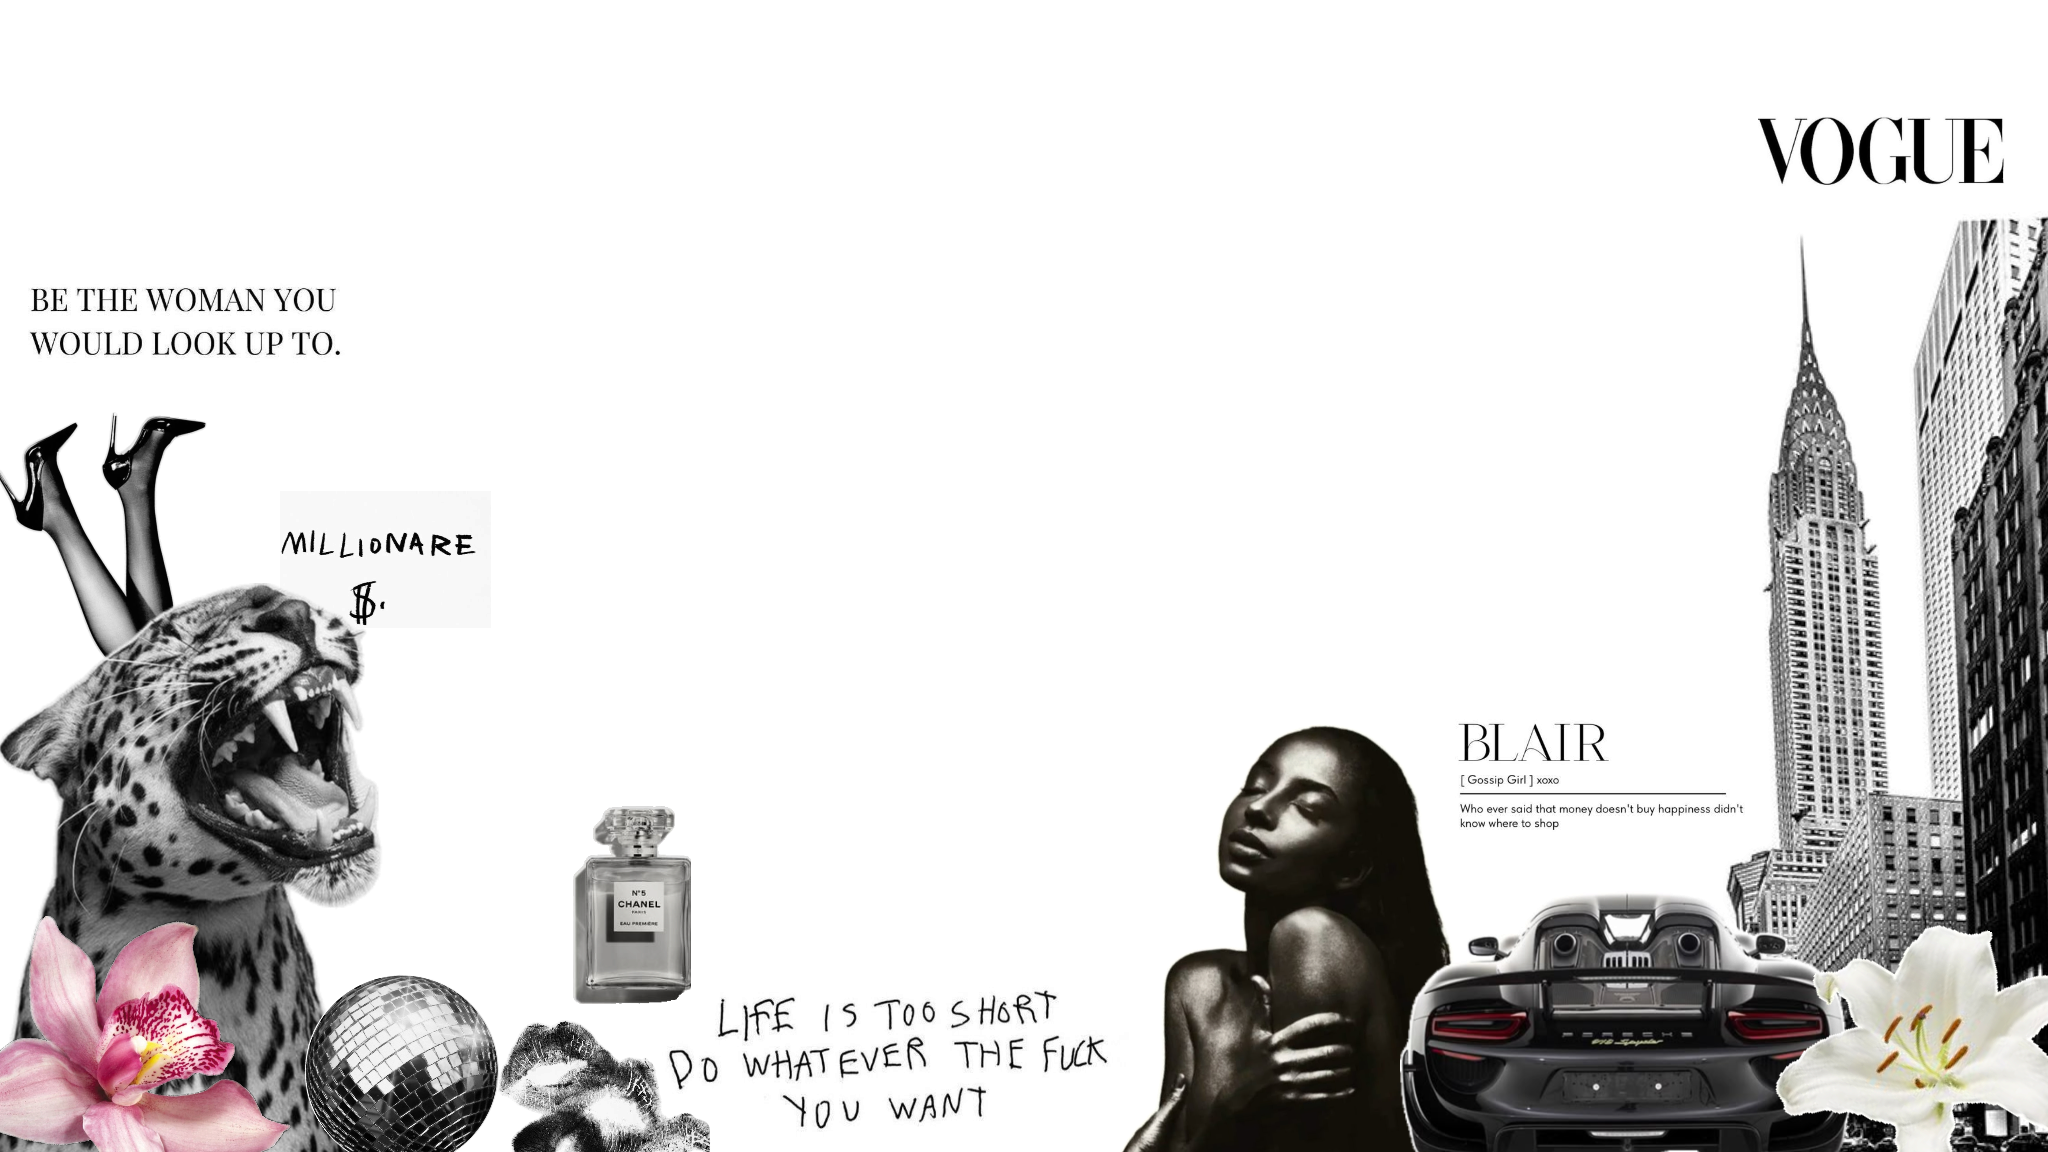 VOGUE
BE THE WOMAN YOU
WOULD LOOK UP TO.
MILLIONARE
$.
BLAIR
[ Gossip Girl ] xoxo
Who ever said that money doesn't buy happiness didn't
know where to shop
N°5
CHANEL
PARIS
EAU PREMIÈRE
LIFE IS TOO SHORT
DO WHATEVER THE FUCK
YOU WANT
PORSCHE
918 Spyder